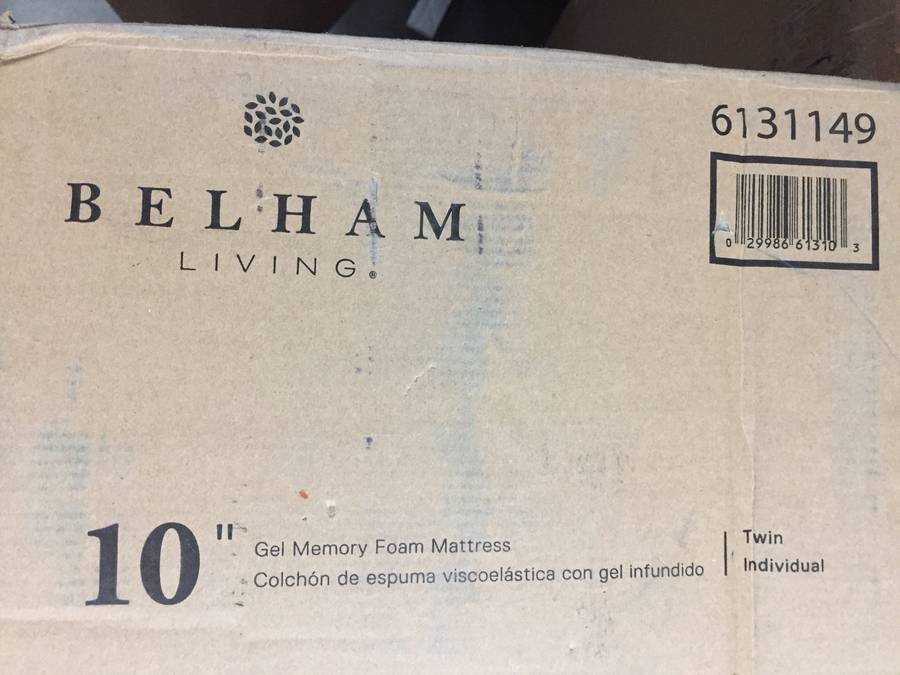 BELHAM
LIVING®
6131149
0 29986 61310 3
10"
Gel Memory Foam Mattress
Colchón de espuma viscoelástica con gel infundido
Twin
Individual